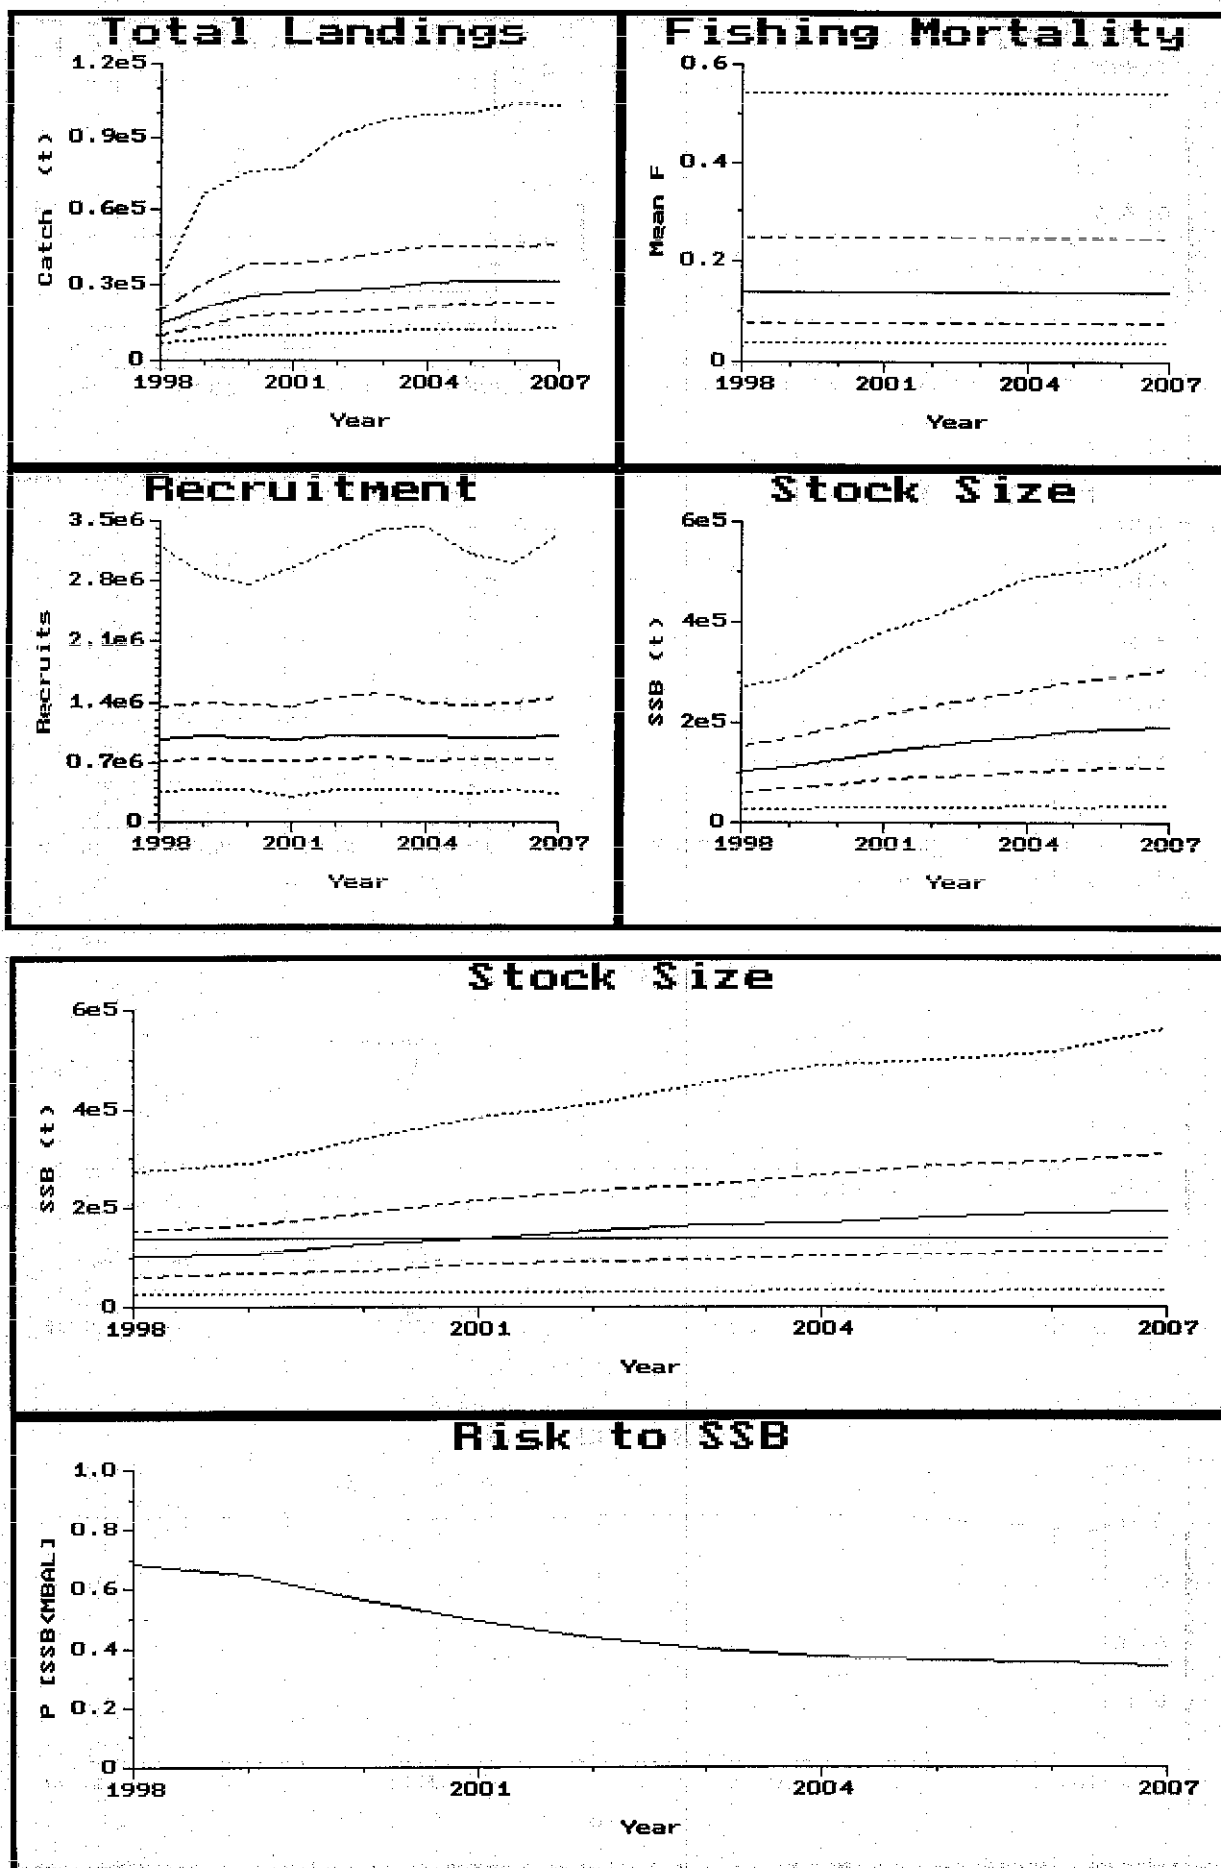 Total Landings
Catch (t)
1.2e5
0.9e5
0.6e5
0.3e5
0
1998 2001 2004 2007
Year
Fishing Mortality
Mean F
0.6
0.4
0.2
0
1998 2001 2004 2007
Year
Recruitment
Recruits
3.5e6
2.8e6
2.1e6
1.4e6
0.7e6
0
1998 2001 2004 2007
Year
Stock Size
SSB (t)
6e5
4e5
2e5
0
1998 2001 2004 2007
Year
Stock Size
SSB (t)
6e5
4e5
2e5
0
1998 2001 2004 2007
Year
Risk to SSB
P [SSB<MBAL]
1.0
0.8
0.6
0.4
0.2
0
1998 2001 2004 2007
Year